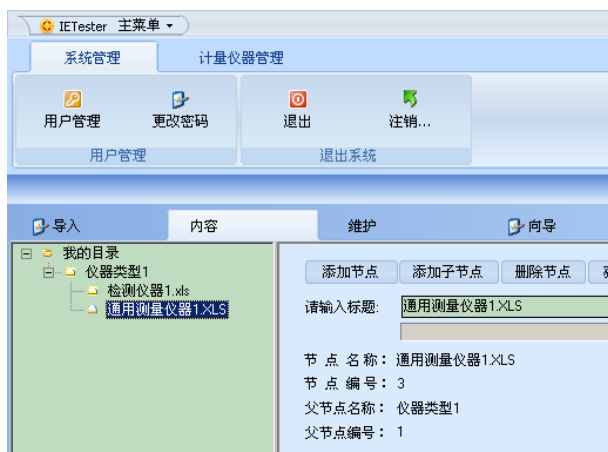 IETester 主菜单
系统管理 计量仪器管理
用户管理 更改密码 退出 注销...
用户管理 退出系统
导入 内容 维护 向导
我的目录
仪器类型1
检测仪器1.xls
通用测量仪器1.XLS
添加节点 添加子节点 删除节点
请输入标题: 通用测量仪器1.XLS
节 点 名 称： 通用测量仪器1.XLS
节 点 编 号： 3
父节点名称： 仪器类型1
父节点编号： 1